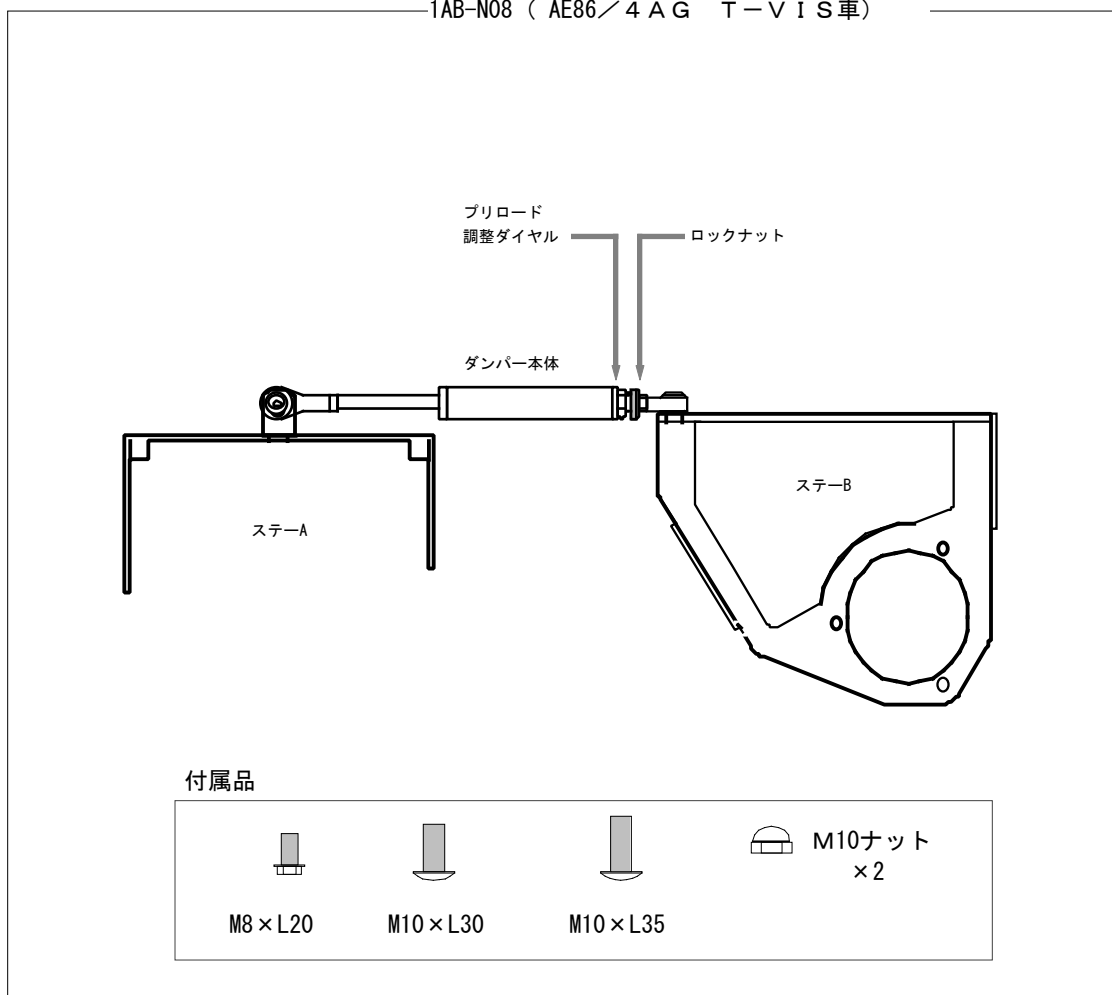 1AB-N08（ AE86／４ＡＧ　Ｔ－ＶＩＳ車）
プリロード
調整ダイヤル
ロックナット
ダンパー本体
ステーA
ステーB
付属品
M10ナット
×2
M8×L20
M10×L30
M10×L35